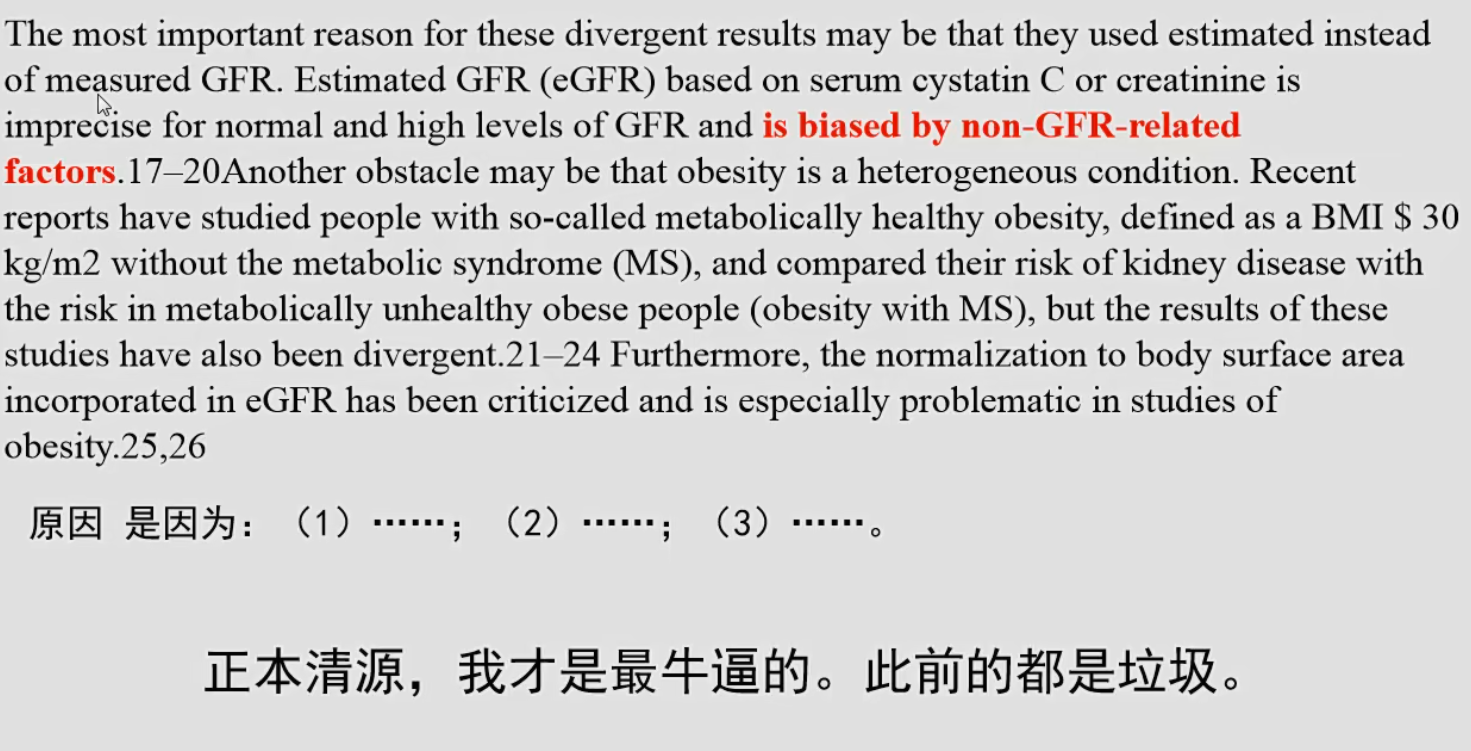 The most important reason for these divergent results may be that they used estimated instead
of measured GFR. Estimated GFR (eGFR) based on serum cystatin C or creatinine is
imprecise for normal and high levels of GFR and is biased by non-GFR-related
factors.17–20Another obstacle may be that obesity is a heterogeneous condition. Recent
reports have studied people with so-called metabolically healthy obesity, defined as a BMI $ 30
kg/m2 without the metabolic syndrome (MS), and compared their risk of kidney disease with
the risk in metabolically unhealthy obese people (obesity with MS), but the results of these
studies have also been divergent.21–24 Furthermore, the normalization to body surface area
incorporated in eGFR has been criticized and is especially problematic in studies of
obesity.25,26
原因 是因为：（1）……；（2）……；（3）……。
正本清源，我才是最牛逼的。此前的都是垃圾。